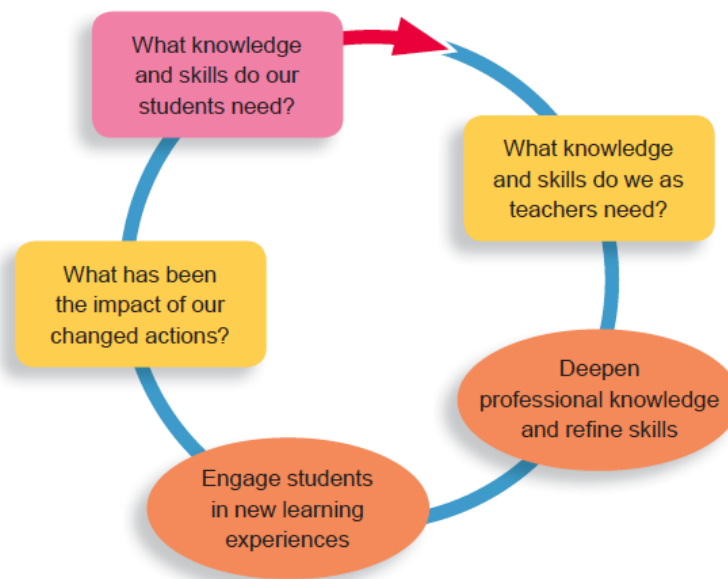 What knowledge
and skills do our
students need?
What knowledge
and skills do we as
teachers need?
Deepen
professional knowledge
and refine skills
Engage students
in new learning
experiences
What has been
the impact of our
changed actions?